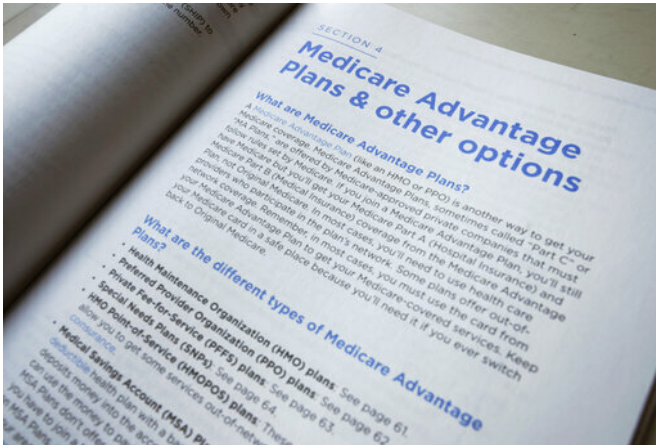 (SHIP) to
e number.
SECTION 4
Medicare Advantage
Plans & other options
What are Medicare Advantage Plans?
A Medicare Advantage Plan (like an HMO or PPO) is another way to get your
Medicare coverage. Medicare Advantage Plans, sometimes called "Part C" or
"MA Plans," are offered by Medicare-approved private companies that must
follow rules set by Medicare. If you join a Medicare Advantage Plan, you'll still
have Medicare but you'll get your Medicare Part A (Hospital Insurance) and
Medicare Part B (Medical Insurance) coverage from the Medicare Advantage
Plan, not Original Medicare. In most cases, you'll need to use health care
providers who participate in the plan's network. Some plans offer out-of-
network coverage. Remember, in most cases, you must use the card from
your Medicare Advantage Plan to get your Medicare-covered services. Keep
your Medicare card in a safe place because you'll need it if you ever switch
back to Original Medicare.
What are the different types of Medicare Advantage
Plans?
• Health Maintenance Organization (HMO) plans: See page 61.
• Preferred Provider Organization (PPO) plans: See page 62.
• Private Fee-for-Service (PFFS) plans: See page 63.
• Special Needs Plans (SNPs): See page 64.
• HMO Point-of-Service (HMOPOS) plans: These
allow you to get some services out-of-netw
coinsurance.
• Medical Savings Account (MSA) Pla
deductible health plan with a ba
deposits money into the acco
can use the money to pa
MSA Plans don't offe
you have to join a